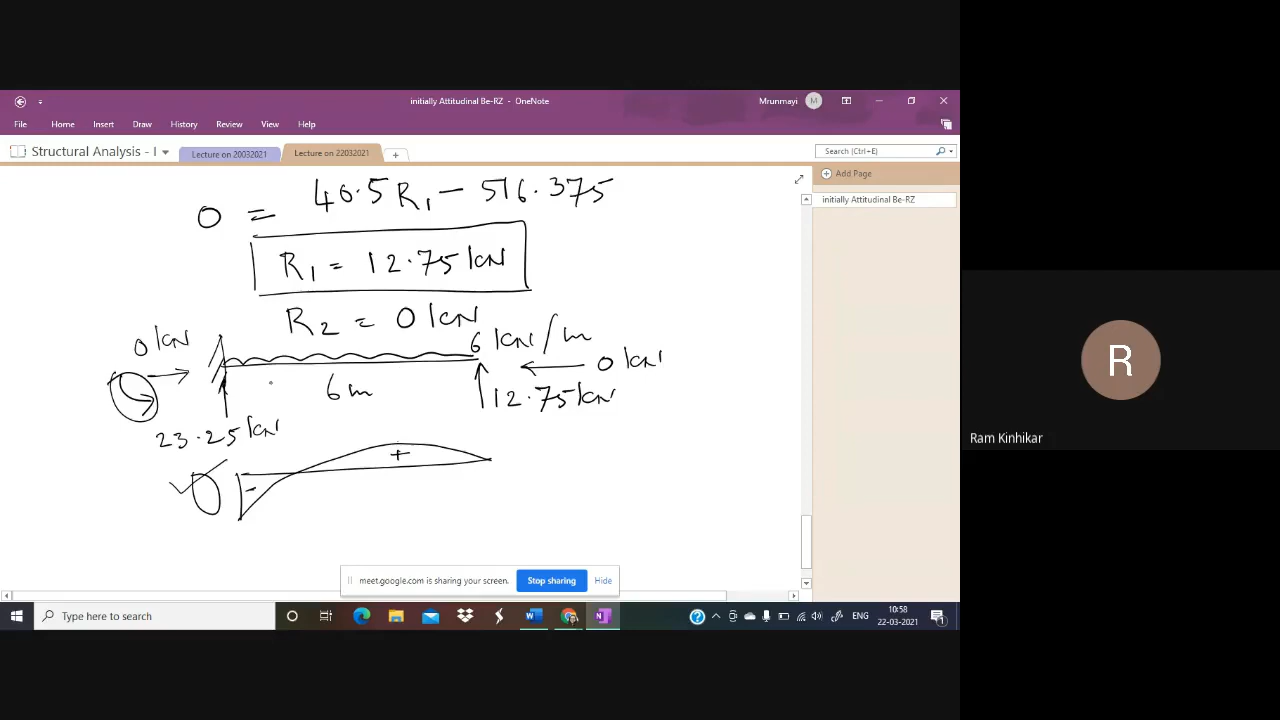 initially Attitudinal Be-RZ - OneNote
Mrunmayi
M
File Home Insert Draw History Review View Help
Structural Analysis - I
Lecture on 20032021
Lecture on 22032021
+
Search (Ctrl+E)
Add Page
initially Attitudinal Be-RZ
0 = 40.5R1 - 516.375
R1 = 12.75 kN
R2 = 0 kN
0 kN
6 kN/m
0 kN
6m
12.75 kN
23.25 kN
+
-
R
Ram Kinhikar
meet.google.com is sharing your screen.
Stop sharing
Hide
Type here to search
ENG
10:58
22-03-2021
1